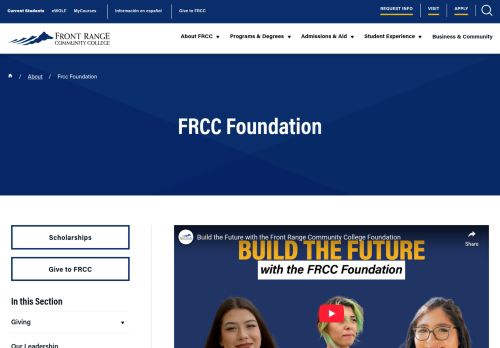 Current Students eWOLF MyCourses Información en español Give to FRCC REQUEST INFO VISIT APPLY
FRONT RANGE
COMMUNITY COLLEGE
About FRCC Programs & Degrees Admissions & Aid Student Experience Business & Community
/ About / Frcc Foundation
FRCC Foundation
Scholarships
Give to FRCC
In this Section
Giving
Our Leadership
Build the Future with the Front Range Community College Foundation
Share
BUILD THE FUTURE
with the FRCC Foundation